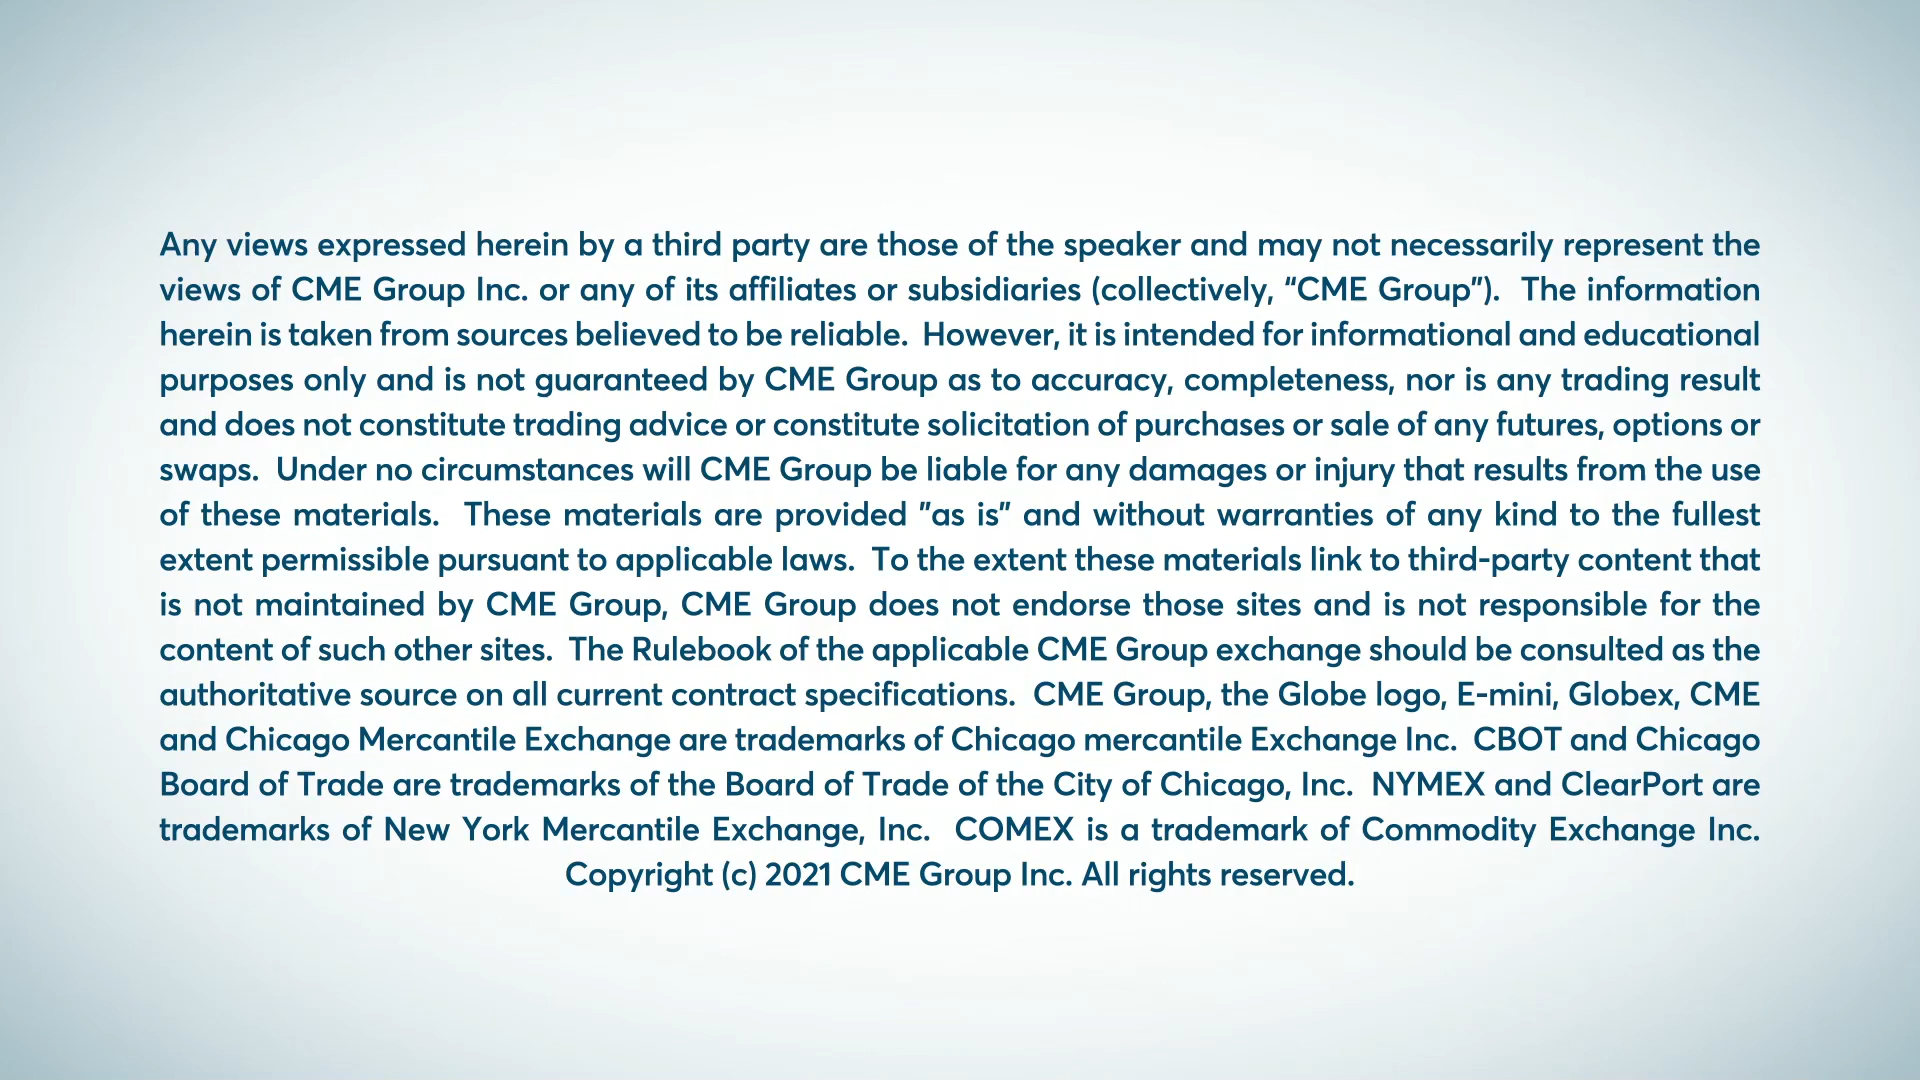 Any views expressed herein by a third party are those of the speaker and may not necessarily represent the
views of CME Group Inc. or any of its affiliates or subsidiaries (collectively, “CME Group”).  The information
herein is taken from sources believed to be reliable.  However, it is intended for informational and educational
purposes only and is not guaranteed by CME Group as to accuracy, completeness, nor is any trading result
and does not constitute trading advice or constitute solicitation of purchases or sale of any futures, options or
swaps.  Under no circumstances will CME Group be liable for any damages or injury that results from the use
of these materials.  These materials are provided "as is" and without warranties of any kind to the fullest
extent permissible pursuant to applicable laws.  To the extent these materials link to third-party content that
is not maintained by CME Group, CME Group does not endorse those sites and is not responsible for the
content of such other sites.  The Rulebook of the applicable CME Group exchange should be consulted as the
authoritative source on all current contract specifications.  CME Group, the Globe logo, E-mini, Globex, CME
and Chicago Mercantile Exchange are trademarks of Chicago mercantile Exchange Inc.  CBOT and Chicago
Board of Trade are trademarks of the Board of Trade of the City of Chicago, Inc.  NYMEX and ClearPort are
trademarks of New York Mercantile Exchange, Inc.  COMEX is a trademark of Commodity Exchange Inc.
Copyright (c) 2021 CME Group Inc. All rights reserved.